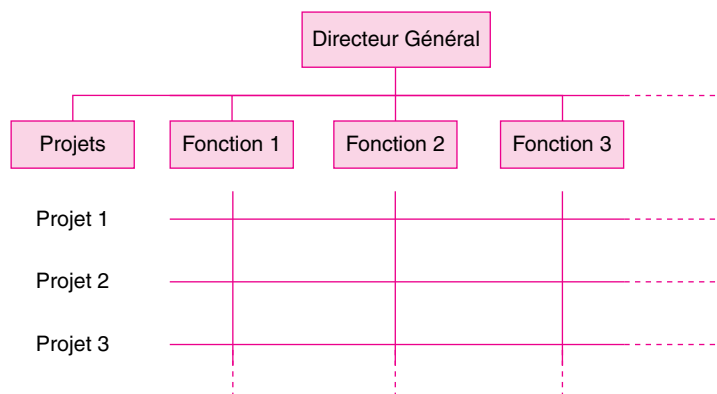 Directeur Général
Projets
Fonction 1
Fonction 2
Fonction 3
Projet 1
Projet 2
Projet 3